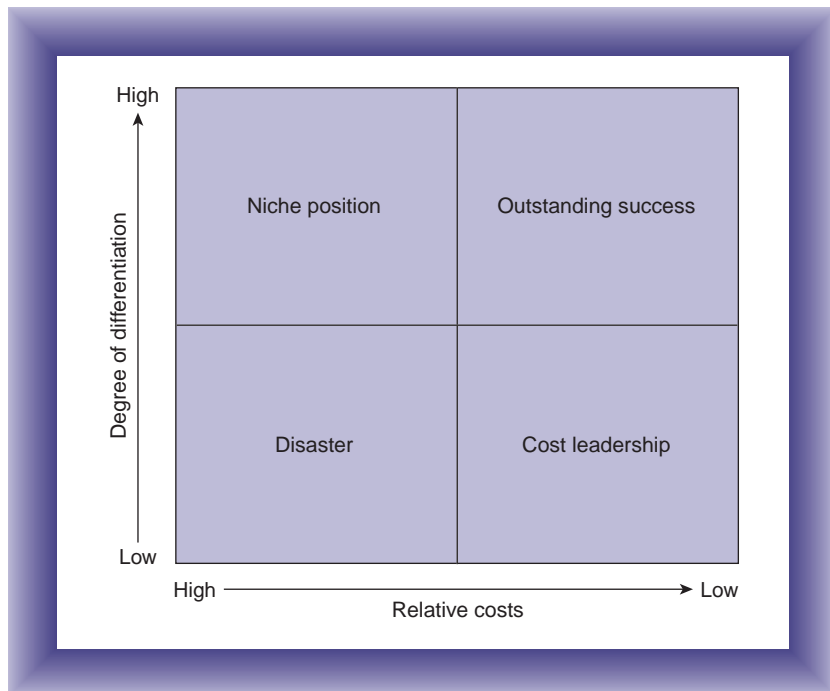 High
Niche position
Outstanding success
Degree of differentiation
Disaster
Cost leadership
Low
High
Low
Relative costs